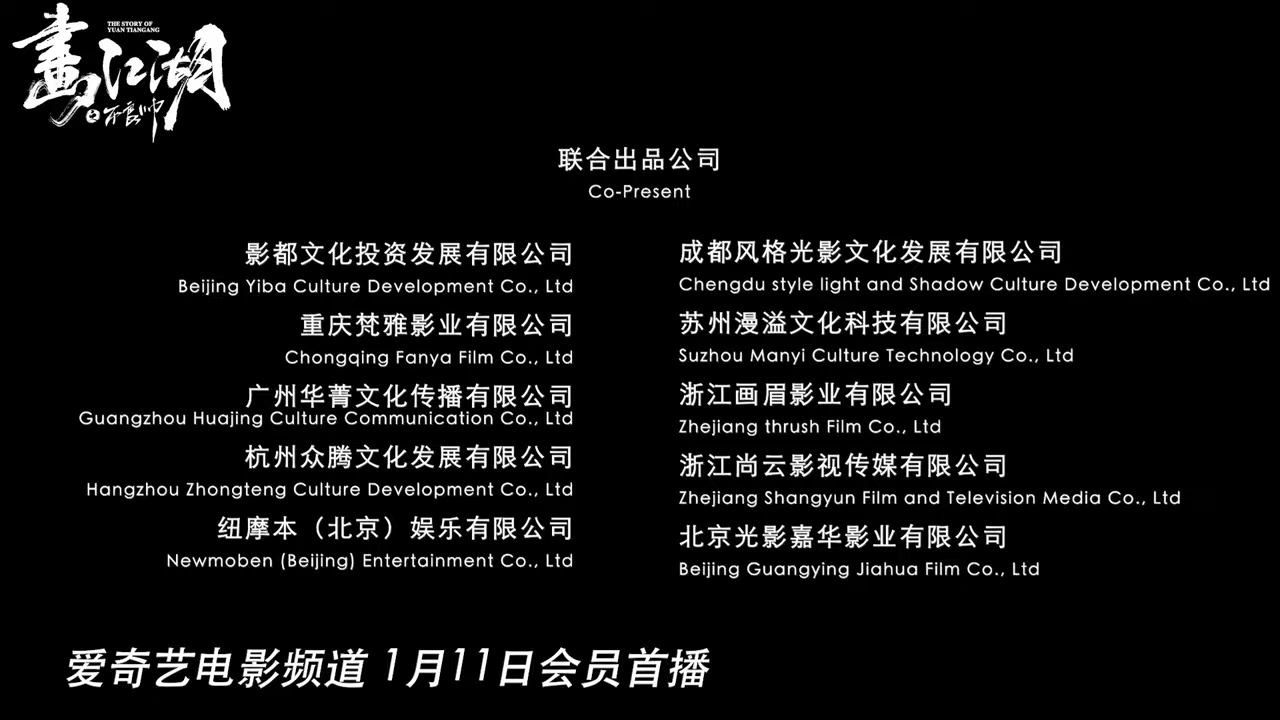 THE STORY OF
YUAN TIANGANG
畫江湖
之不良帅
联合出品公司
Co-Present
影都文化投资发展有限公司
Beijing Yiba Culture Development Co., Ltd
重庆梵雅影业有限公司
Chongqing Fanya Film Co., Ltd
广州华菁文化传播有限公司
Guangzhou Huajing Culture Communication Co., Ltd
杭州众腾文化发展有限公司
Hangzhou Zhongteng Culture Development Co., Ltd
纽摩本（北京）娱乐有限公司
Newmoben (Beijing) Entertainment Co., Ltd
成都风格光影文化发展有限公司
Chengdu style light and Shadow Culture Development Co., Ltd
苏州漫溢文化科技有限公司
Suzhou Manyi Culture Technology Co., Ltd
浙江画眉影业有限公司
Zhejiang thrush Film Co., Ltd
浙江尚云影视传媒有限公司
Zhejiang Shangyun Film and Television Media Co., Ltd
北京光影嘉华影业有限公司
Beijing Guangying Jiahua Film Co., Ltd
爱奇艺电影频道 1月11日会员首播